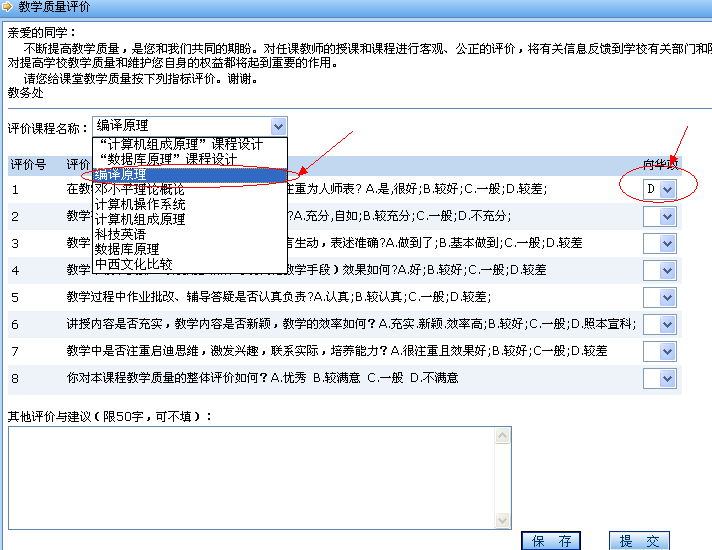 教学质量评价
亲爱的同学：
不断提高教学质量，是您和我们共同的期盼。对任课教师的授课和课程进行客观、公正的评价，将有关信息反馈到学校有关部门和
对提高学校教学质量和维护您自身的权益都将起到重要的作用。
请您给课堂教学质量按下列指标评价。谢谢。
教务处
评价课程名称： 编译原理
“计算机组成原理”课程设计
“数据库原理”课程设计
编译原理
邓小平理论概论
计算机操作系统
计算机组成原理
科技英语
数据库原理
中西文化比较
评价号 评价 向华政
1 在教 注重为人师表? A.是,很好;B.较好;C.一般;D.较差; D
2 教学 ?A.充分,自如;B.较充分;C.一般;D.不充分;
3 教学 言生动，表述准确?A.做到了;B.基本做到;C.一般;D.较差
4 教学 教学手段）效果如何?A.好;B.较好;C.一般;D.较差
5 教学过程中作业批改、辅导答疑是否认真负责?A.认真;B.较认真;C.一般;D.较差;
6 讲授内容是否充实，教学内容是否新颖，教学的效率如何？A.充实.新颖.效率高;B.较好;C.一般;D.照本宣科;
7 教学中是否注重启迪思维，激发兴趣，联系实际，培养能力？A.很注重且效果好;B.较好;C一般;D.较差
8 你对本课程教学质量的整体评价如何？A.优秀 B.较满意 C.一般 D.不满意
其他评价与建议（限50字，可不填）：
保 存 提 交